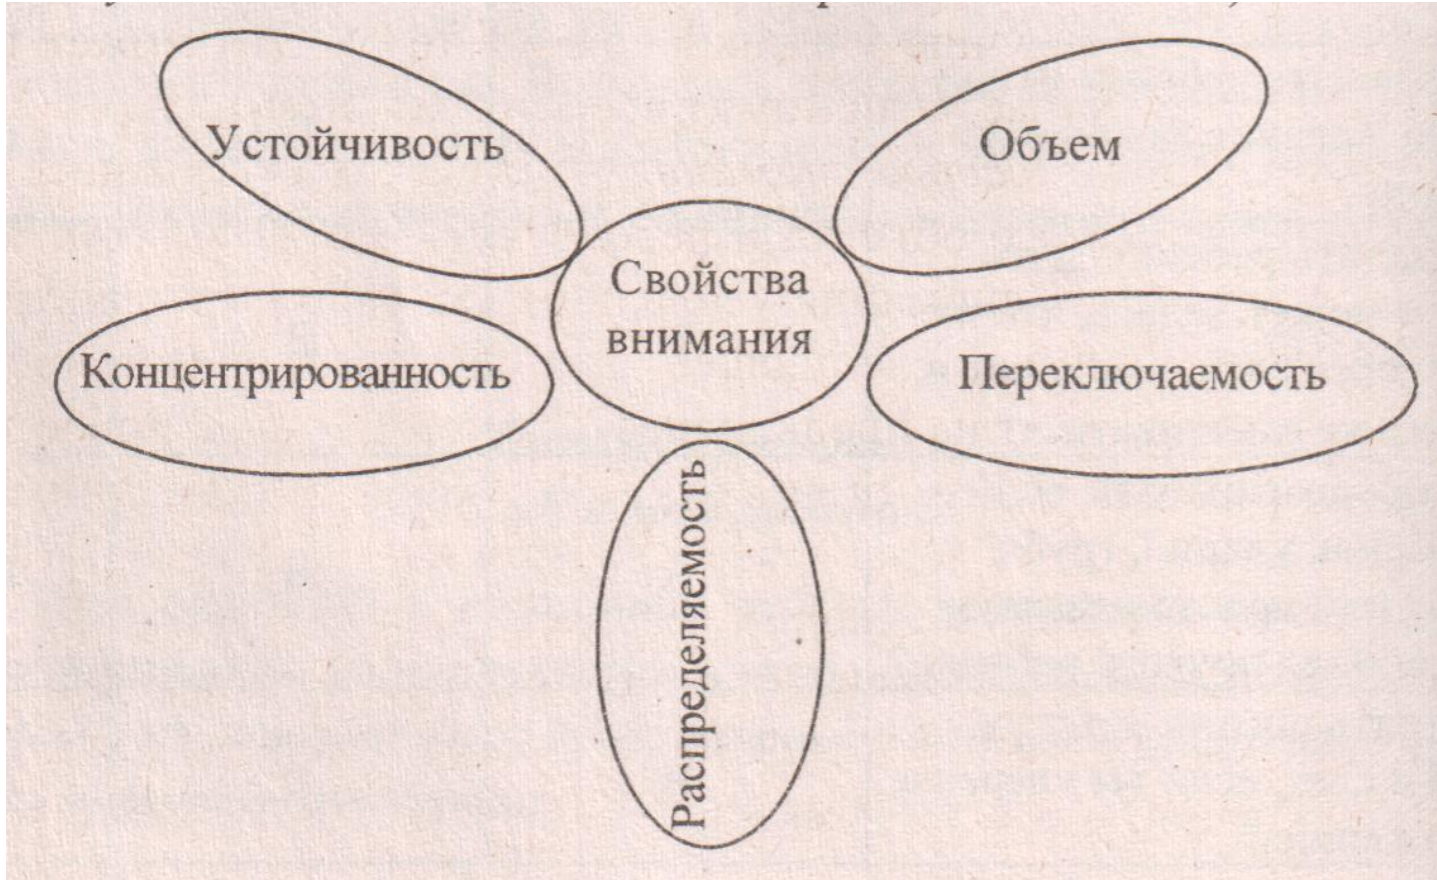 Устойчивость
Объем
Свойства
внимания
Концентрированность
Переключаемость
Распределяемость